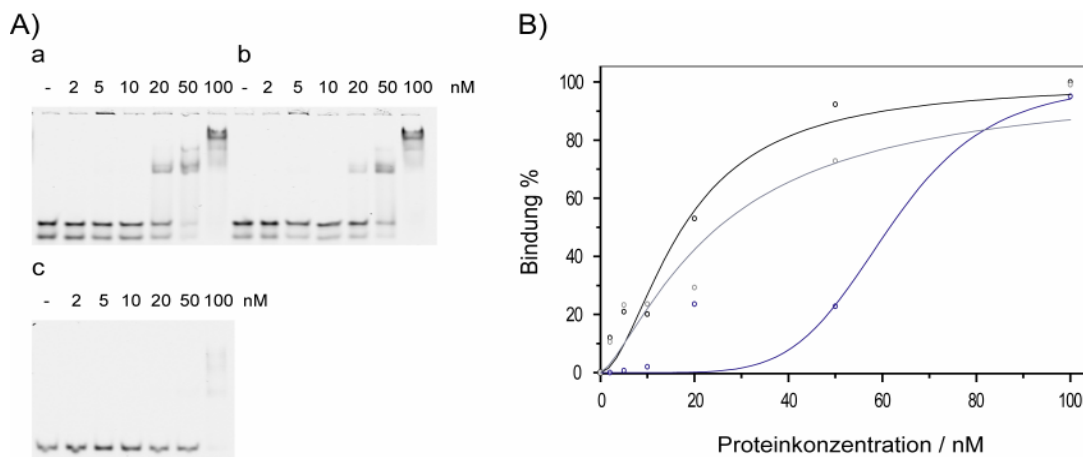 A)
a
- 2 5 10 20 50 100
b
- 2 5 10 20 50 100 nM
c
- 2 5 10 20 50 100 nM
B)
100
80
60
40
20
0
Bindung %
0 20 40 60 80 100
Proteinkonzentration / nM